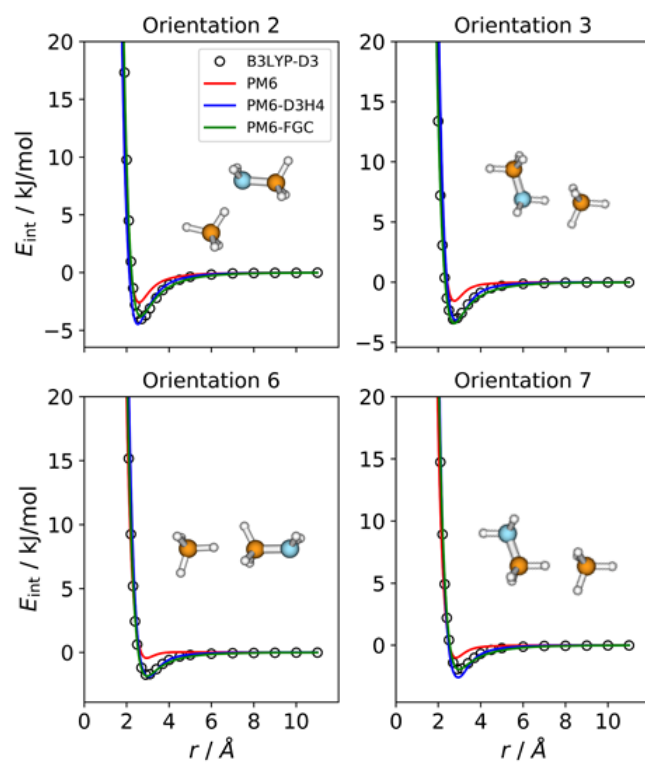 Orientation 2
Orientation 3
20
15
10
5
0
−5
E_int / kJ/mol
B3LYP-D3
PM6
PM6-D3H4
PM6-FGC
20
15
10
5
0
−5
Orientation 6
Orientation 7
20
15
10
5
0
E_int / kJ/mol
20
15
10
5
0
0 2 4 6 8 10
0 2 4 6 8 10
r / Å
r / Å